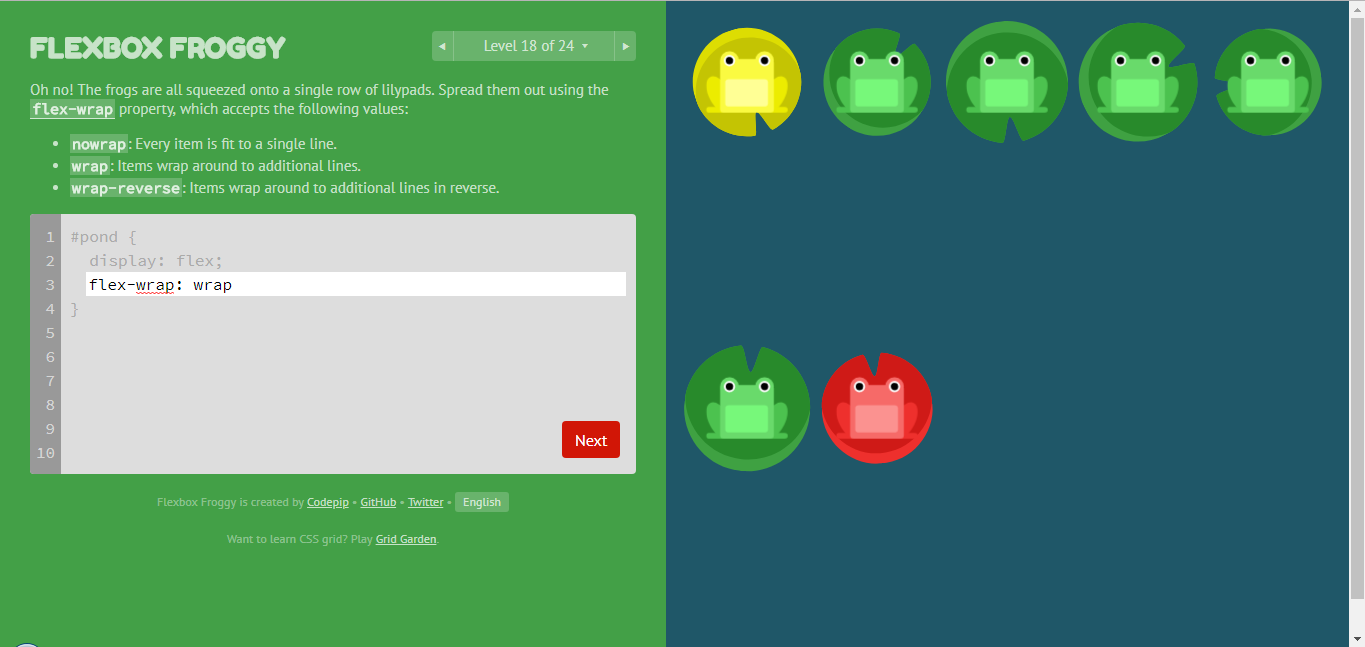 FLEXBOX FROGGY
◀ Level 18 of 24 ▾ ▶
Oh no! The frogs are all squeezed onto a single row of lilypads. Spread them out using the
flex-wrap property, which accepts the following values:
• nowrap: Every item is fit to a single line.
• wrap: Items wrap around to additional lines.
• wrap-reverse: Items wrap around to additional lines in reverse.
1 #pond {
2 display: flex;
3 flex-wrap: wrap
4 }
5
6
7
8
9
10
Next
Flexbox Froggy is created by Codepip • GitHub • Twitter • English
Want to learn CSS grid? Play Grid Garden.